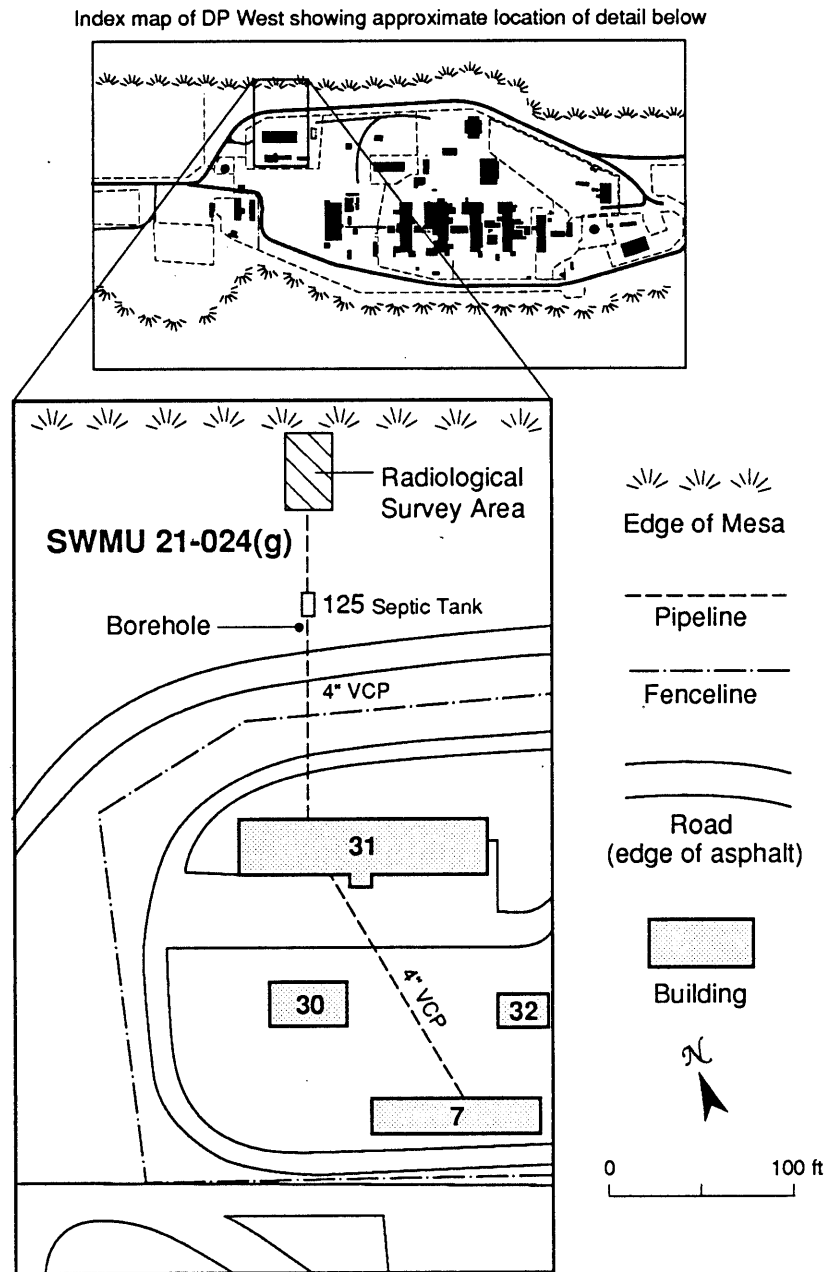 Index map of DP West showing approximate location of detail below
Radiological
Survey Area
SWMU 21-024(g)
125 Septic Tank
Borehole
4" VCP
31
4" VCP
30
32
7
Edge of Mesa
Pipeline
Fenceline
Road
(edge of asphalt)
Building
N
0 100 ft